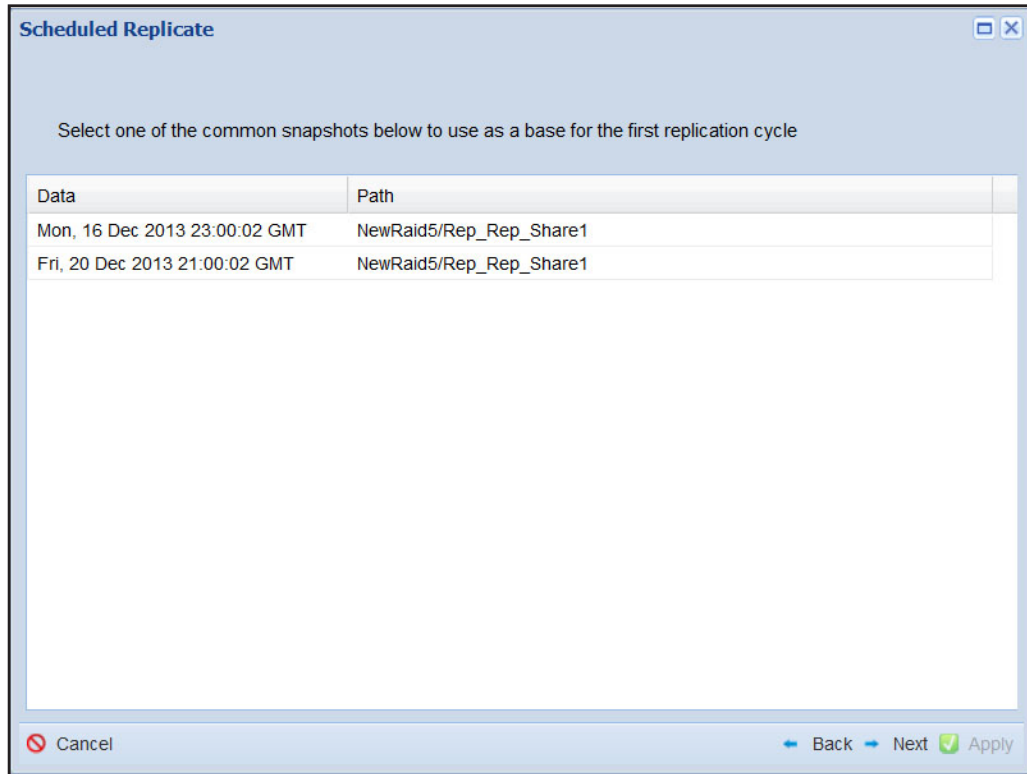 Scheduled Replicate
Select one of the common snapshots below to use as a base for the first replication cycle
Data Path
Mon, 16 Dec 2013 23:00:02 GMT NewRaid5/Rep_Rep_Share1
Fri, 20 Dec 2013 21:00:02 GMT NewRaid5/Rep_Rep_Share1
Cancel Back Next Apply